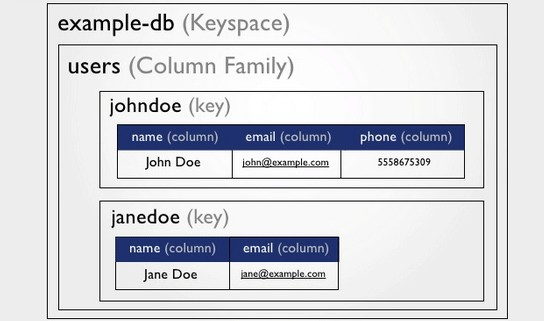 example-db (Keyspace)
users (Column Family)
johndoe (key)
name (column) email (column) phone (column)
John Doe john@example.com 5558675309
janedoe (key)
name (column) email (column)
Jane Doe jane@example.com